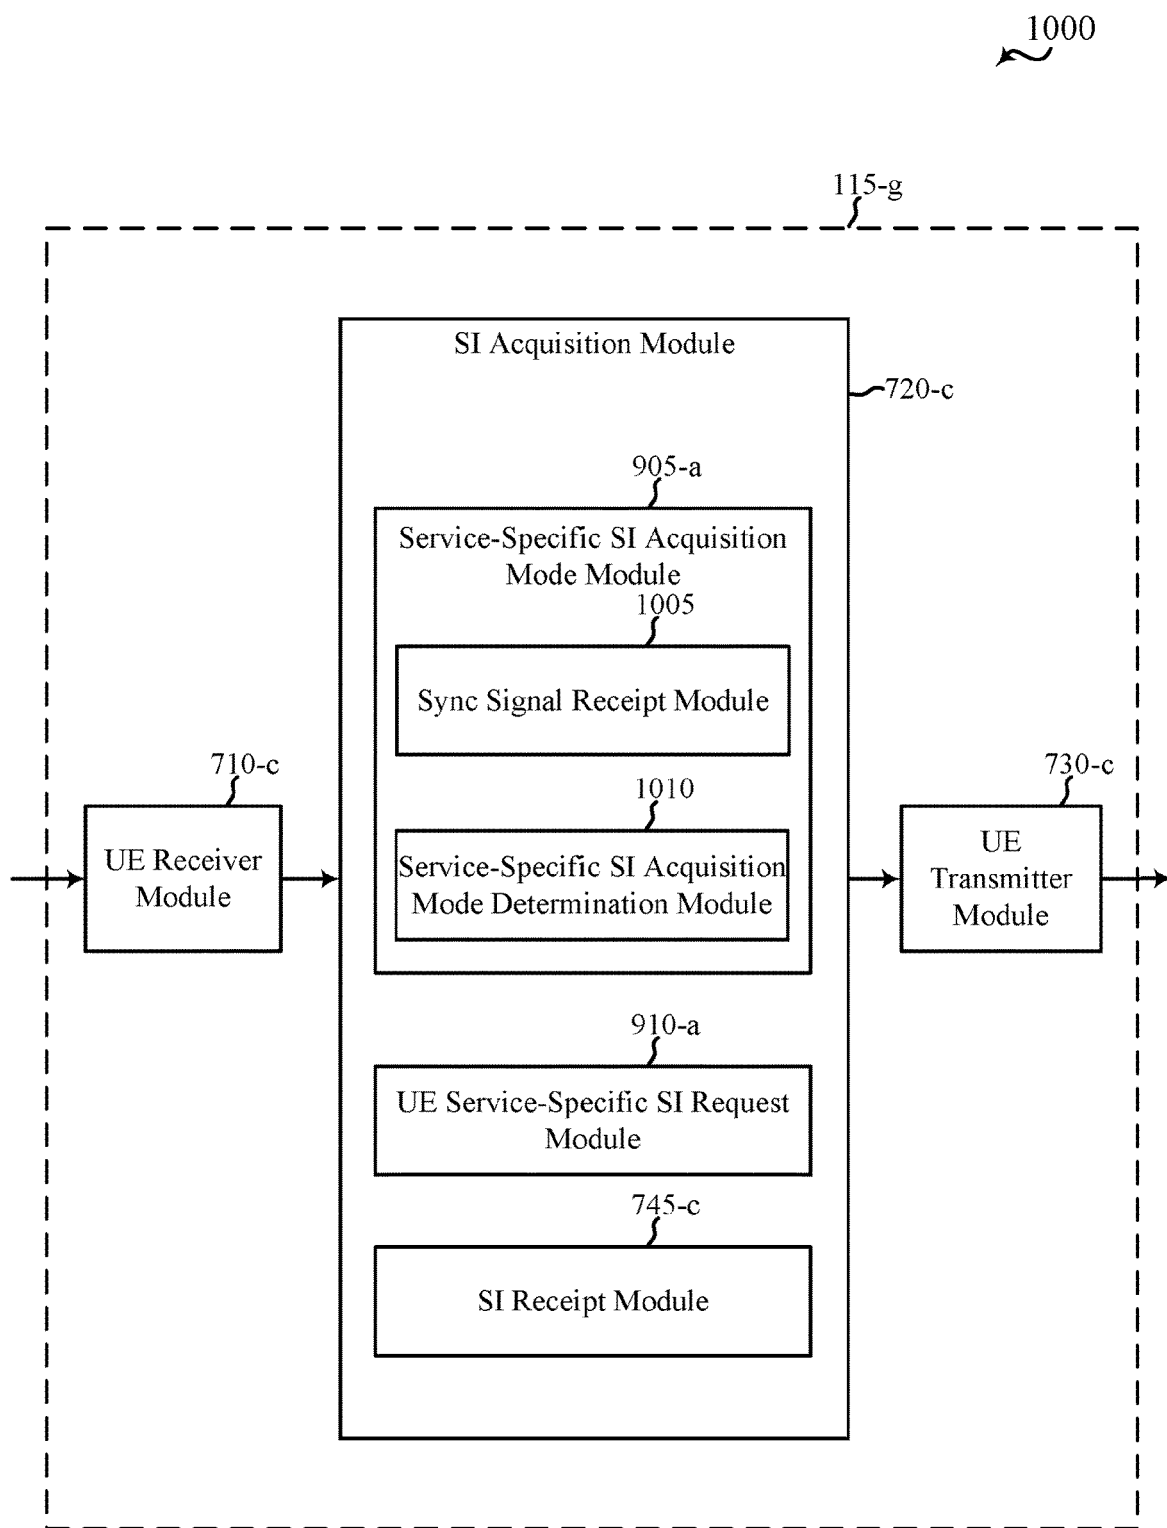 1000
115-g
SI Acquisition Module
720-c
905-a
Service-Specific SI Acquisition
Mode Module
1005
Sync Signal Receipt Module
710-c
UE Receiver
Module
1010
Service-Specific SI Acquisition
Mode Determination Module
730-c
UE
Transmitter
Module
910-a
UE Service-Specific SI Request
Module
745-c
SI Receipt Module